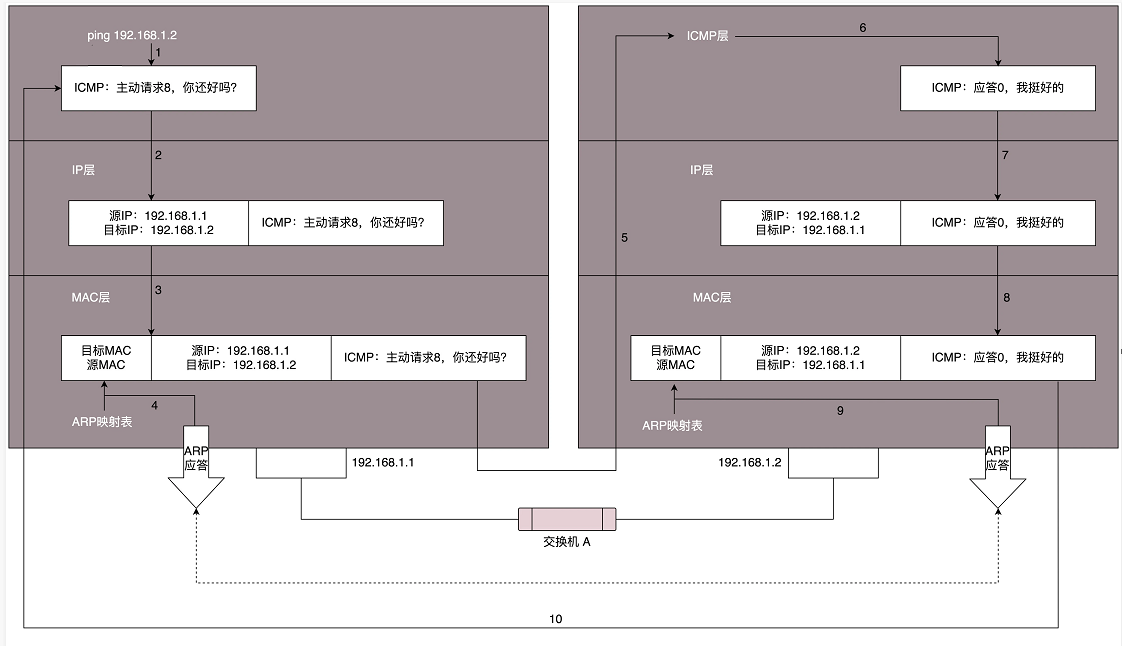 ping 192.168.1.2
1
ICMP：主动请求8，你还好吗？
2
IP层
源IP：192.168.1.1
目标IP：192.168.1.2
ICMP：主动请求8，你还好吗？
3
MAC层
目标MAC
源MAC
源IP：192.168.1.1
目标IP：192.168.1.2
ICMP：主动请求8，你还好吗？
4
ARP映射表
ARP
应答
192.168.1.1
5
ICMP层
6
ICMP：应答0，我挺好的
7
IP层
源IP：192.168.1.2
目标IP：192.168.1.1
ICMP：应答0，我挺好的
8
MAC层
目标MAC
源MAC
源IP：192.168.1.2
目标IP：192.168.1.1
ICMP：应答0，我挺好的
9
ARP映射表
ARP
应答
192.168.1.2
交换机 A
10